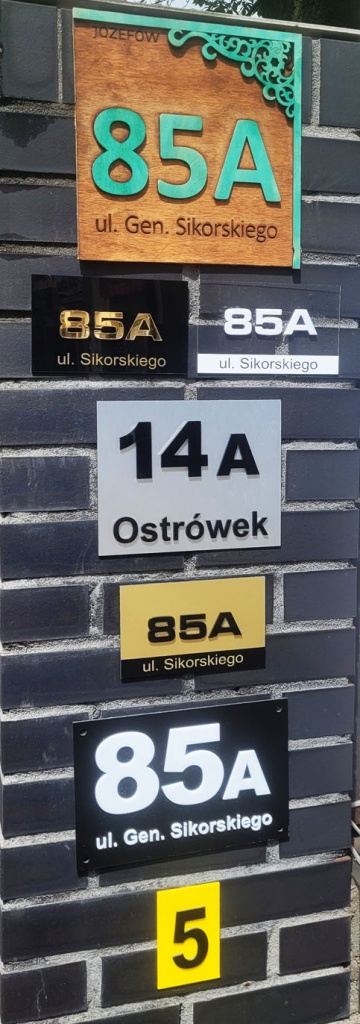 JÓZEFÓW
85A
ul. Gen. Sikorskiego
85A
ul. Sikorskiego
85A
ul. Sikorskiego
14A
Ostrówek
85A
ul. Sikorskiego
85A
ul. Gen. Sikorskiego
5